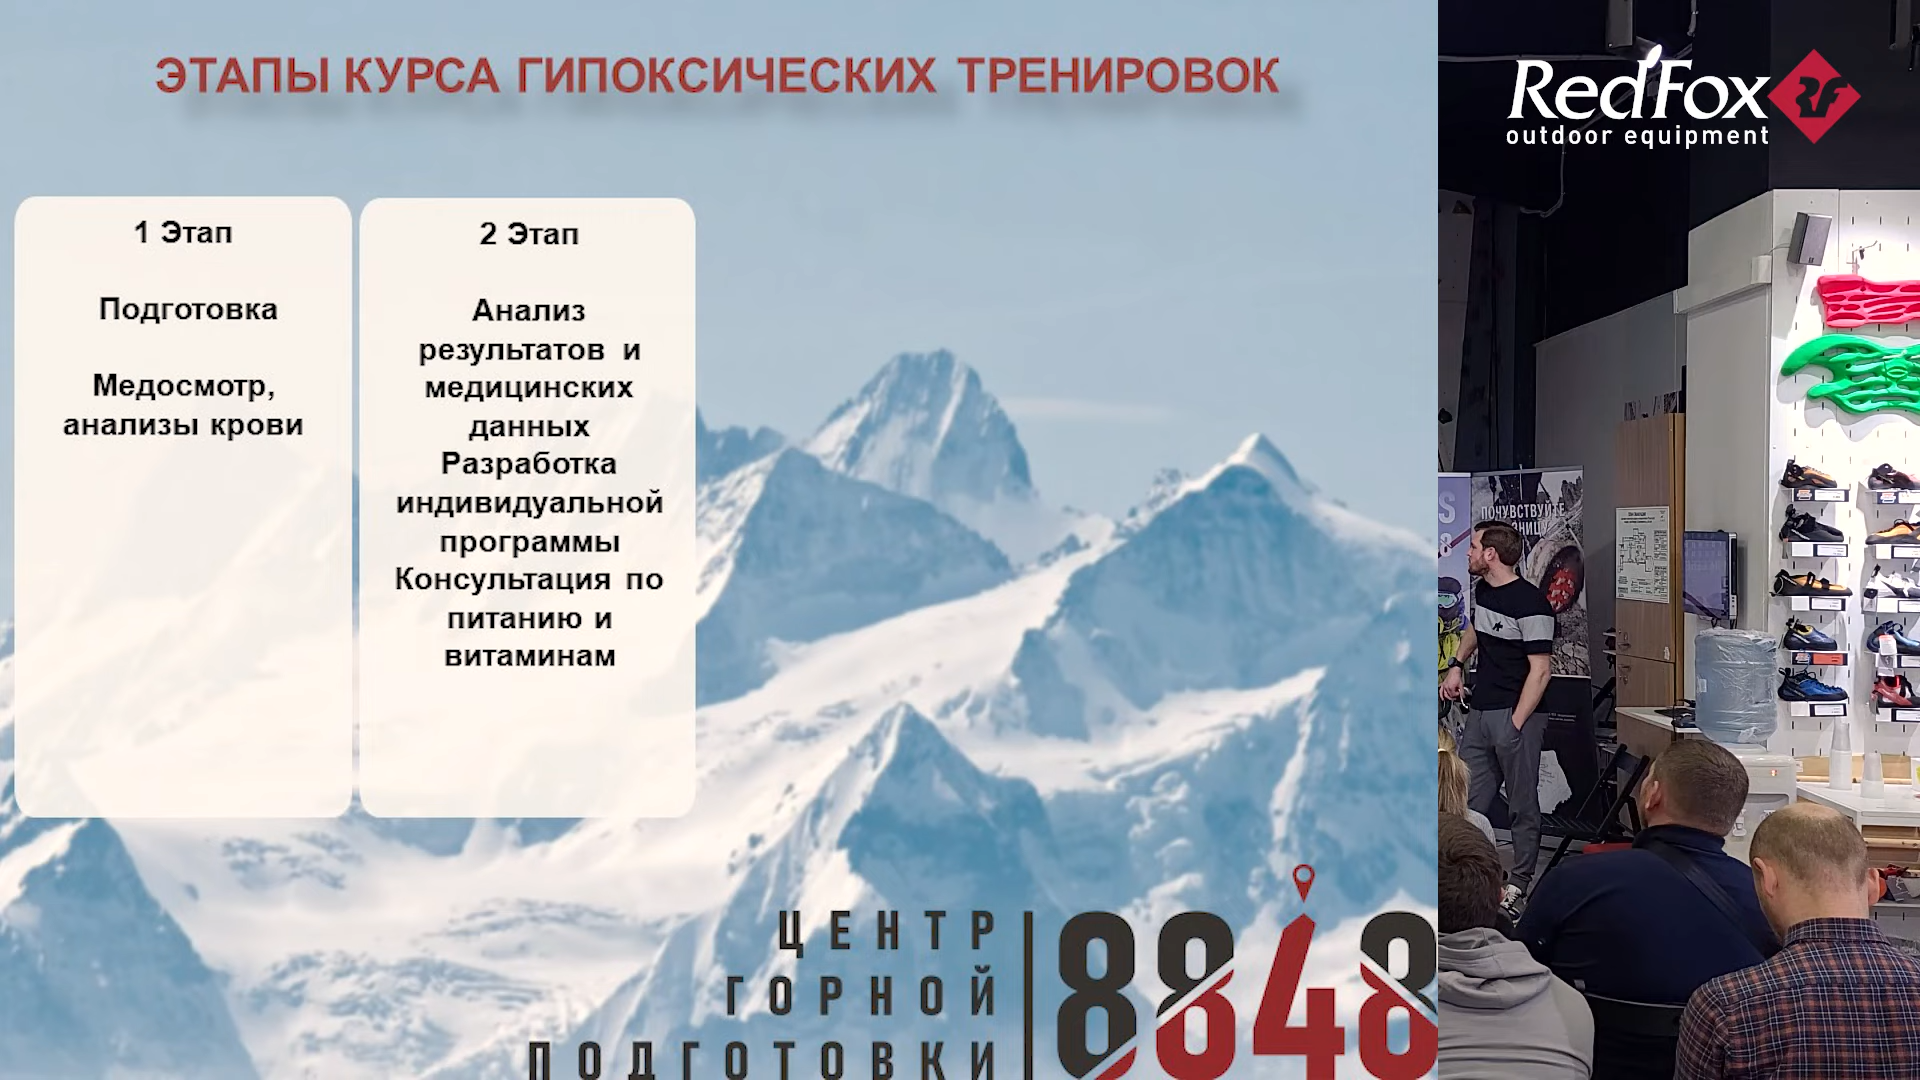 ЭТАПЫ КУРСА ГИПОКСИЧЕСКИХ ТРЕНИРОВОК
1 Этап
Подготовка
Медосмотр,
анализы крови
2 Этап
Анализ
результатов и
медицинских
данных
Разработка
индивидуальной
программы
Консультация по
питанию и
витаминам
ЦЕНТР
ГОРНОЙ
ПОДГОТОВКИ
8848
RedFox
outdoor equipment
ПОЧУВСТВУЙТЕ